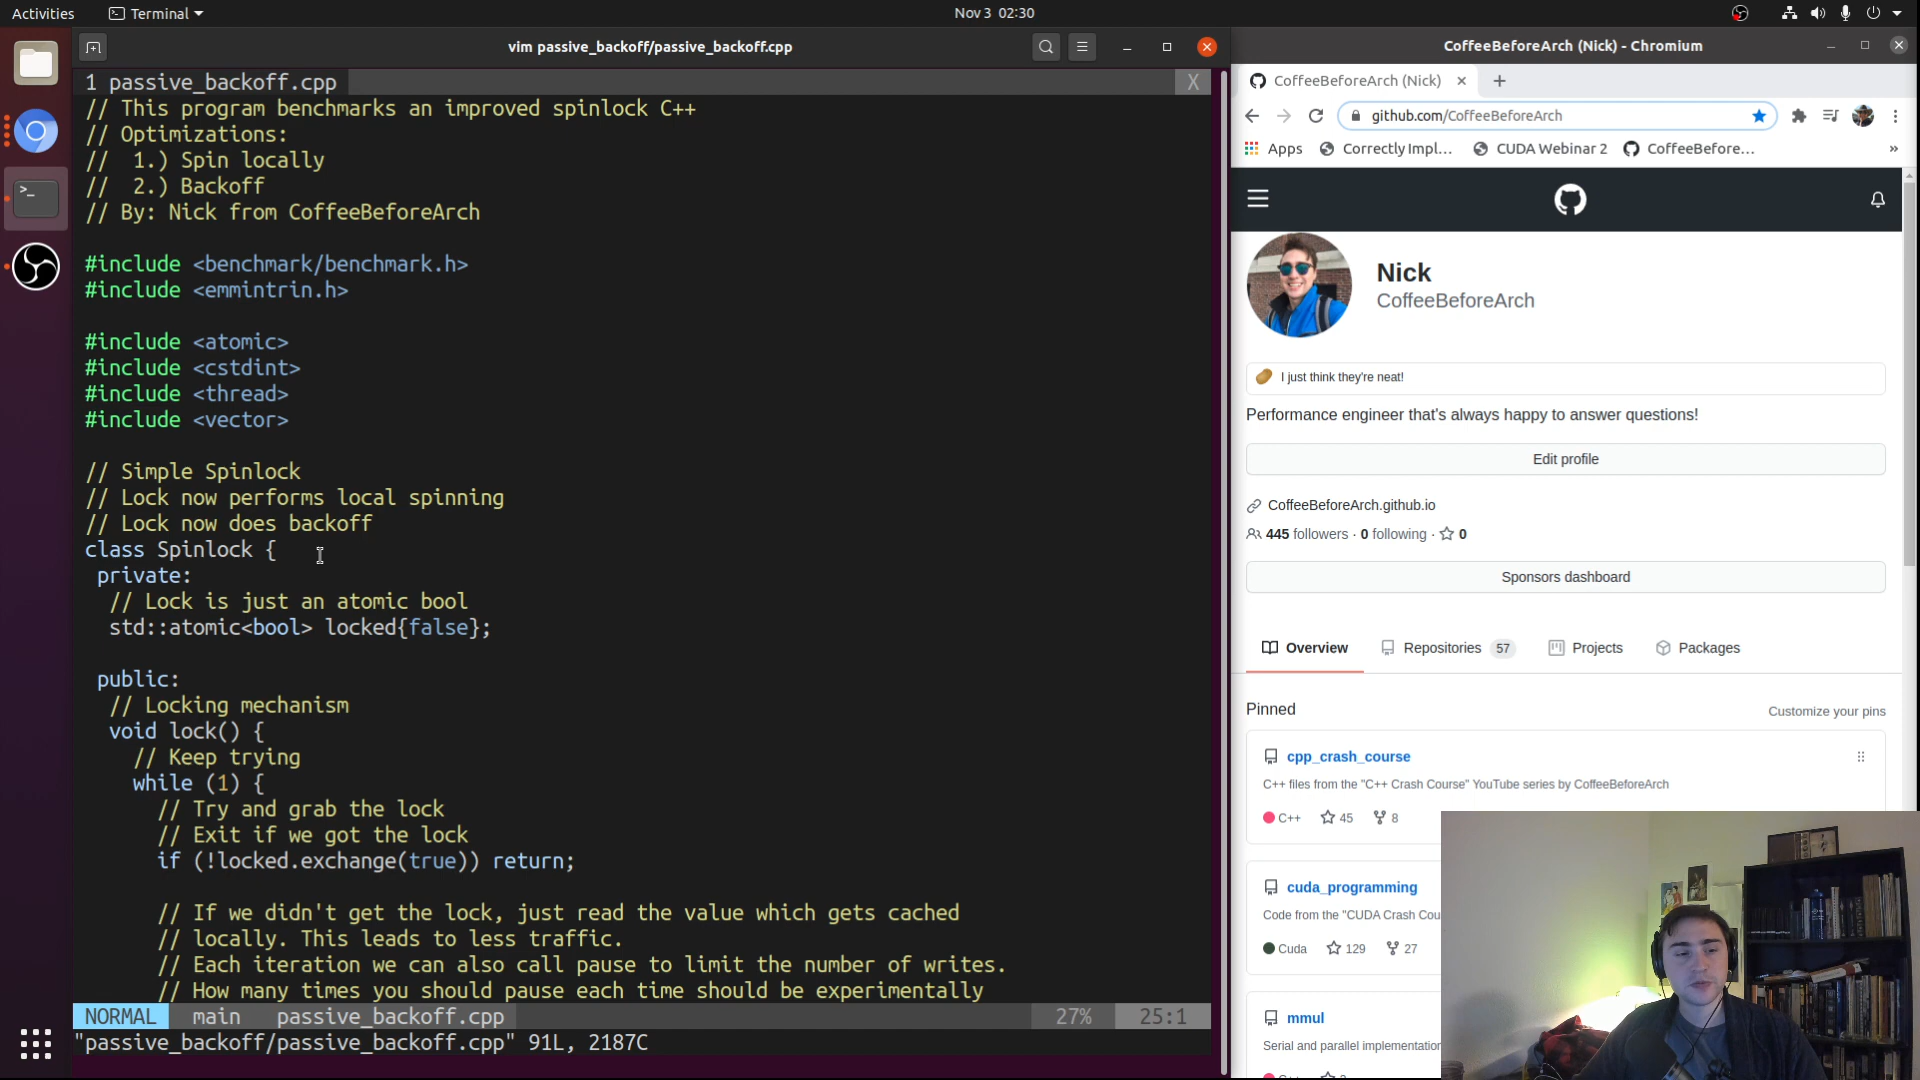 Activities
Terminal
Nov 3 02:30
vim passive_backoff/passive_backoff.cpp
1 passive_backoff.cpp
X
// This program benchmarks an improved spinlock C++
// Optimizations:
// 1.) Spin locally
// 2.) Backoff
// By: Nick from CoffeeBeforeArch
#include <benchmark/benchmark.h>
#include <emmintrin.h>
#include <atomic>
#include <cstdint>
#include <thread>
#include <vector>
// Simple Spinlock
// Lock now performs local spinning
// Lock now does backoff
class Spinlock {
private:
// Lock is just an atomic bool
std::atomic<bool> locked{false};
public:
// Locking mechanism
void lock() {
// Keep trying
while (1) {
// Try and grab the lock
// Exit if we got the lock
if (!locked.exchange(true)) return;
// If we didn't get the lock, just read the value which gets cached
// locally. This leads to less traffic.
// Each iteration we can also call pause to limit the number of writes.
// How many times you should pause each time should be experimentally
NORMAL main passive_backoff.cpp 27% 25:1
"passive_backoff/passive_backoff.cpp" 91L, 2187C
CoffeeBeforeArch (Nick) - Chromium
CoffeeBeforeArch (Nick)
github.com/CoffeeBeforeArch
Apps
Correctly Impl...
CUDA Webinar 2
CoffeeBefore...
»
Nick
CoffeeBeforeArch
I just think they're neat!
Performance engineer that's always happy to answer questions!
Edit profile
CoffeeBeforeArch.github.io
445 followers · 0 following · 0
Sponsors dashboard
Overview
Repositories 57
Projects
Packages
Pinned
Customize your pins
cpp_crash_course
C++ files from the "C++ Crash Course" YouTube series by CoffeeBeforeArch
C++ 45 8
cuda_programming
Code from the "CUDA Crash Cou
Cuda 129 27
mmul
Serial and parallel implementation